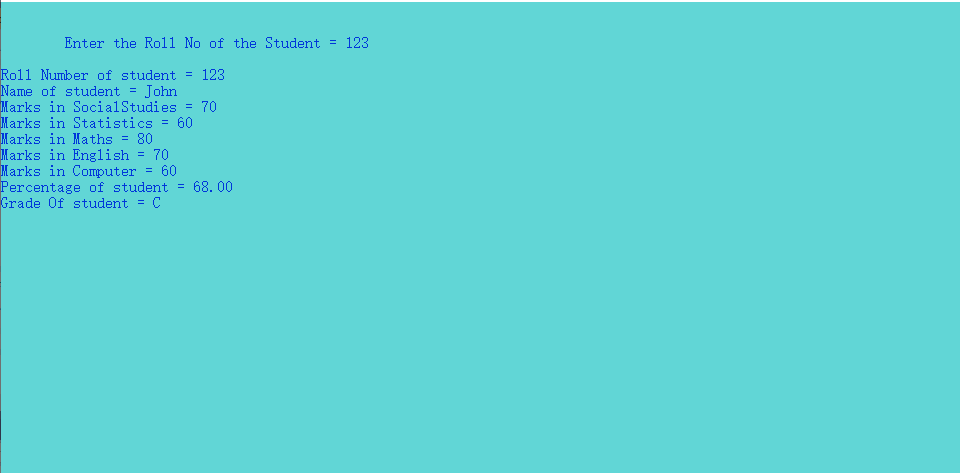 Enter the Roll No of the Student = 123
Roll Number of student = 123
Name of student = John
Marks in SocialStudies = 70
Marks in Statistics = 60
Marks in Maths = 80
Marks in English = 70
Marks in Computer = 60
Percentage of student = 68.00
Grade Of student = C